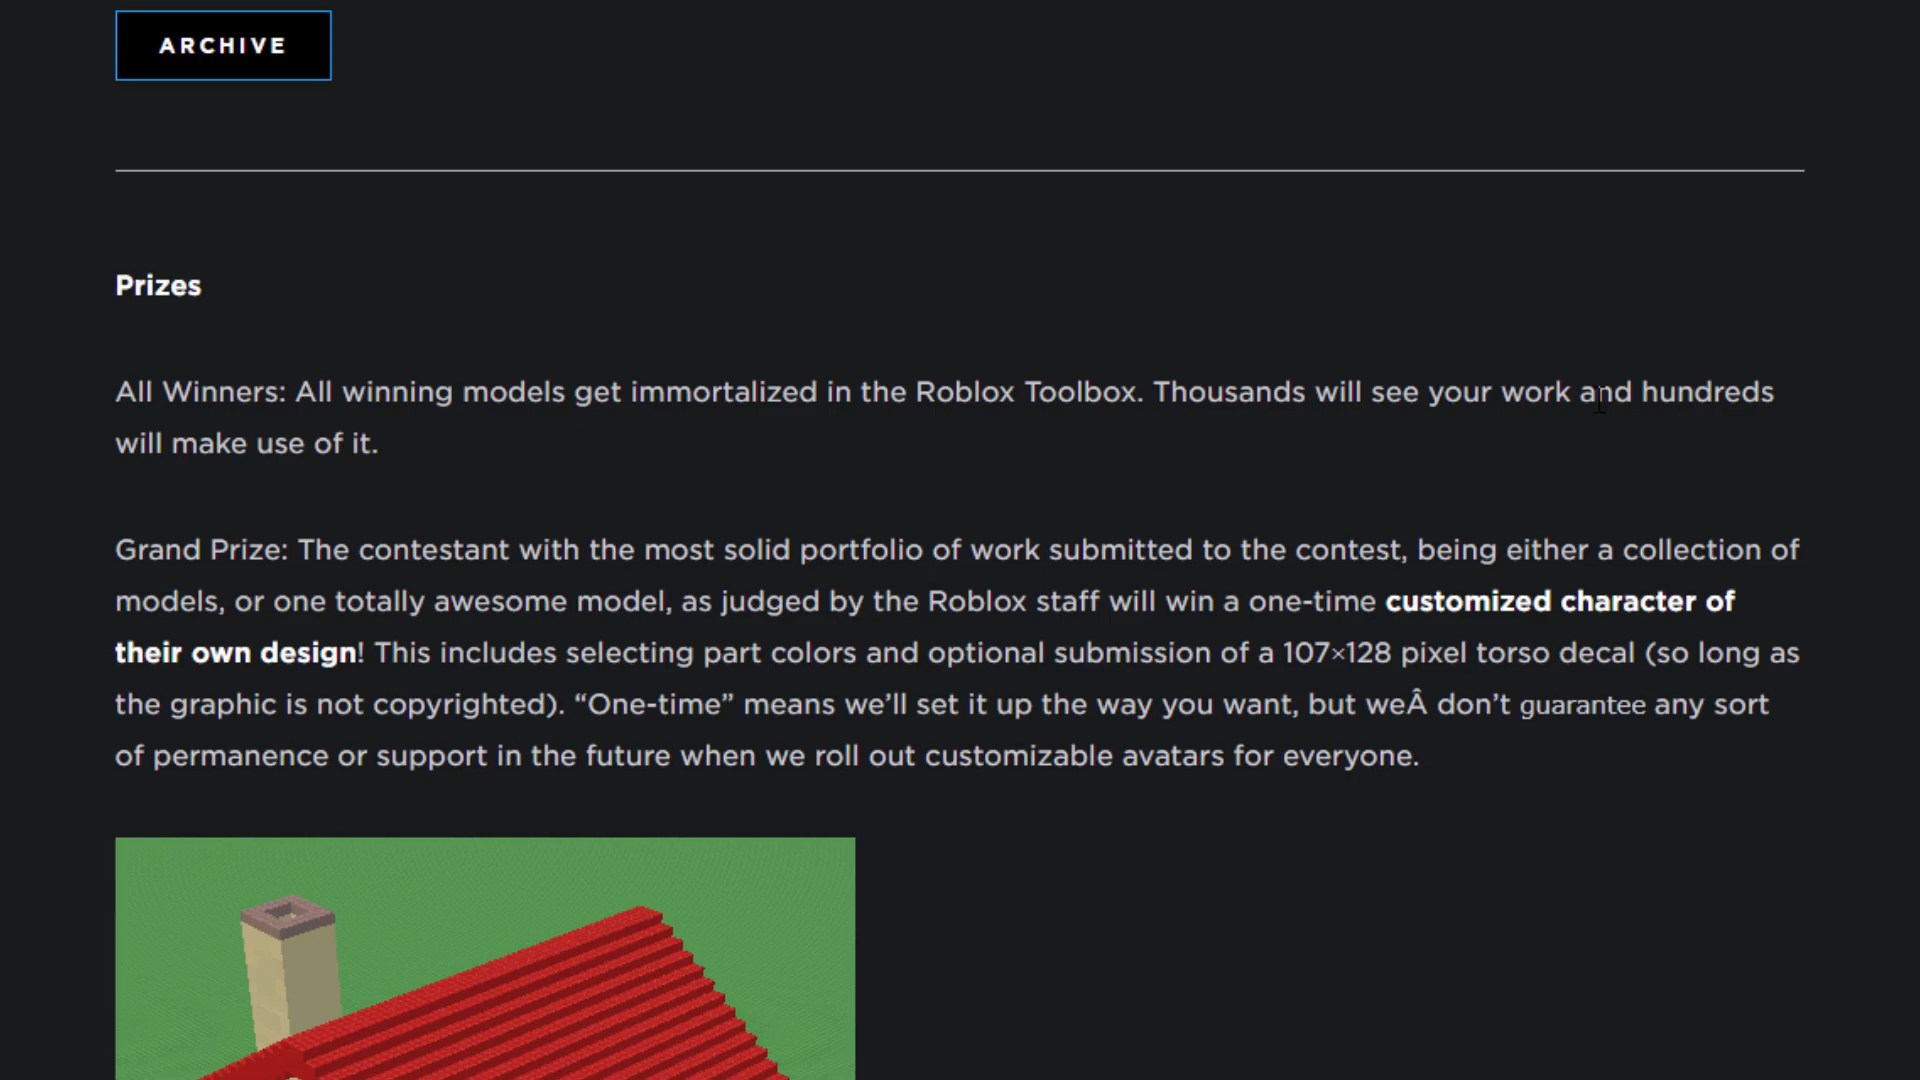 ARCHIVE
Prizes
All Winners: All winning models get immortalized in the Roblox Toolbox. Thousands will see your work and hundreds
will make use of it.
Grand Prize: The contestant with the most solid portfolio of work submitted to the contest, being either a collection of
models, or one totally awesome model, as judged by the Roblox staff will win a one-time customized character of
their own design! This includes selecting part colors and optional submission of a 107×128 pixel torso decal (so long as
the graphic is not copyrighted). “One-time” means we’ll set it up the way you want, but weÂ don’t guarantee any sort
of permanence or support in the future when we roll out customizable avatars for everyone.